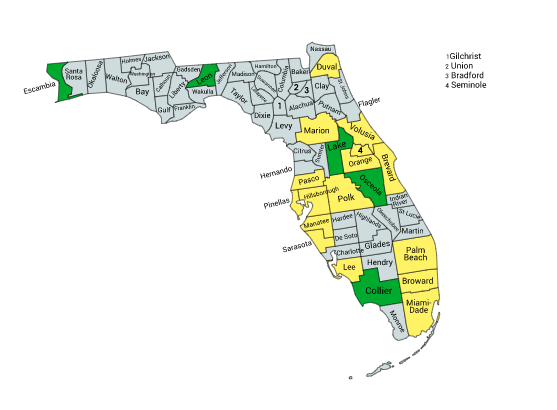 Nassau
1Gilchrist
2 Union
3 Bradford
4 Seminole
Escambia
Santa
Rosa
Okaloosa
Walton
Holmes
Jackson
Washington
Bay
Calhoun
Gulf
Liberty
Gadsden
Franklin
Leon
Wakulla
Jefferson
Madison
Taylor
Hamilton
Columbia
Baker
Duval
Clay
St Johns
1
2
3
Dixie
Alachua
Putnam
Flagler
Levy
Marion
Volusia
Citrus
Sumter
Lake
4
Orange
Brevard
Hernando
Pasco
Osceola
Pinellas
Hillsborough
Polk
Indian
River
Manatee
Hardee
Highlands
Okeechobee
St Lucie
Sarasota
De Soto
Martin
Charlotte
Glades
Lee
Hendry
Palm
Beach
Collier
Broward
Monroe
Miami-
Dade